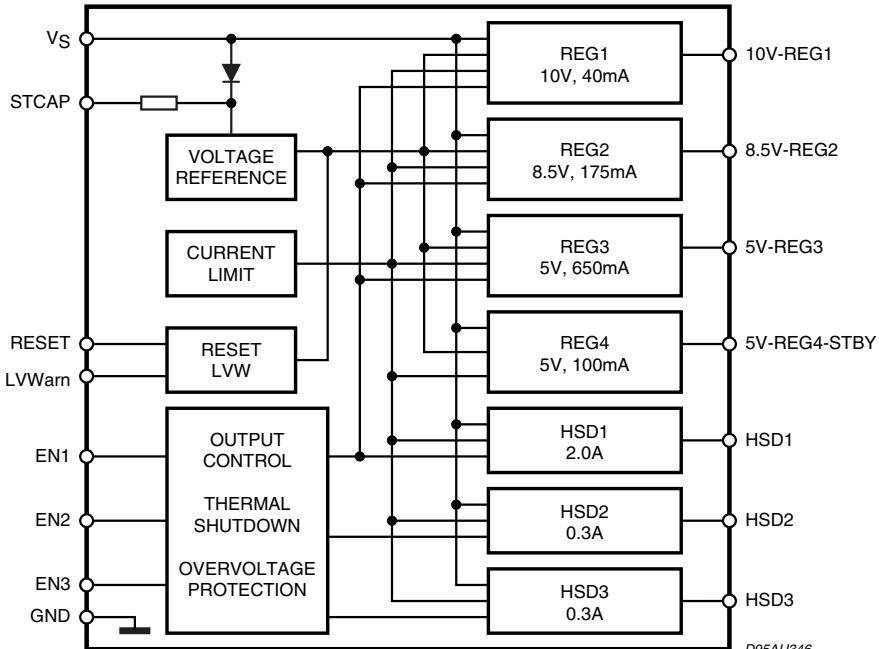 VS
STCAP
RESET
LVWarn
EN1
EN2
EN3
GND
VOLTAGE
REFERENCE
CURRENT
LIMIT
RESET
LVW
OUTPUT
CONTROL
THERMAL
SHUTDOWN
OVERVOLTAGE
PROTECTION
REG1
10V, 40mA
REG2
8.5V, 175mA
REG3
5V, 650mA
REG4
5V, 100mA
HSD1
2.0A
HSD2
0.3A
HSD3
0.3A
10V-REG1
8.5V-REG2
5V-REG3
5V-REG4-STBY
HSD1
HSD2
HSD3